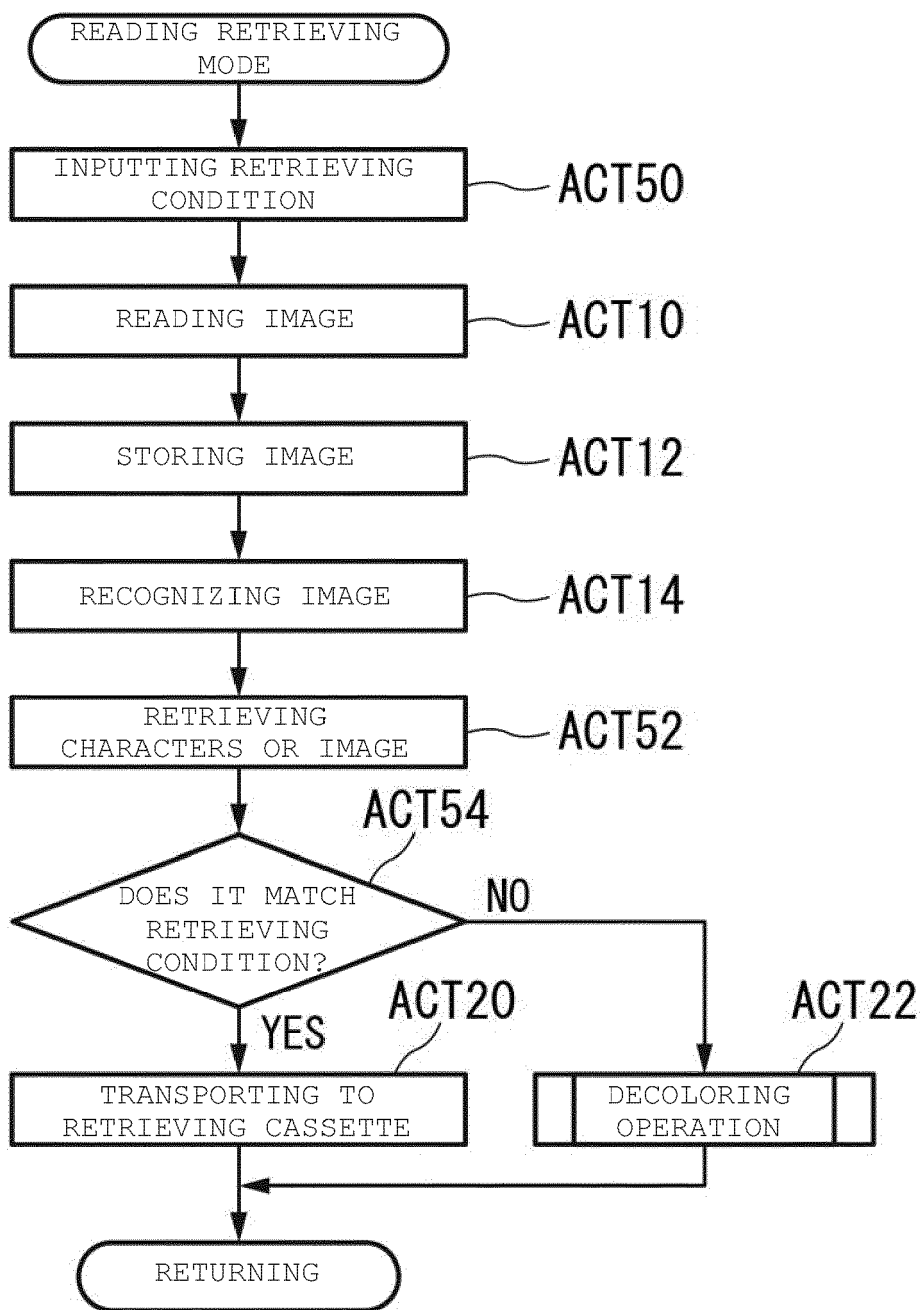 READING RETRIEVING
MODE
INPUTTING RETRIEVING
CONDITION
ACT50
READING IMAGE
ACT10
STORING IMAGE
ACT12
RECOGNIZING IMAGE
ACT14
RETRIEVING
CHARACTERS OR IMAGE
ACT52
ACT54
DOES IT MATCH
RETRIEVING
CONDITION?
NO
YES
ACT20
TRANSPORTING TO
RETRIEVING CASSETTE
ACT22
DECOLORING
OPERATION
RETURNING